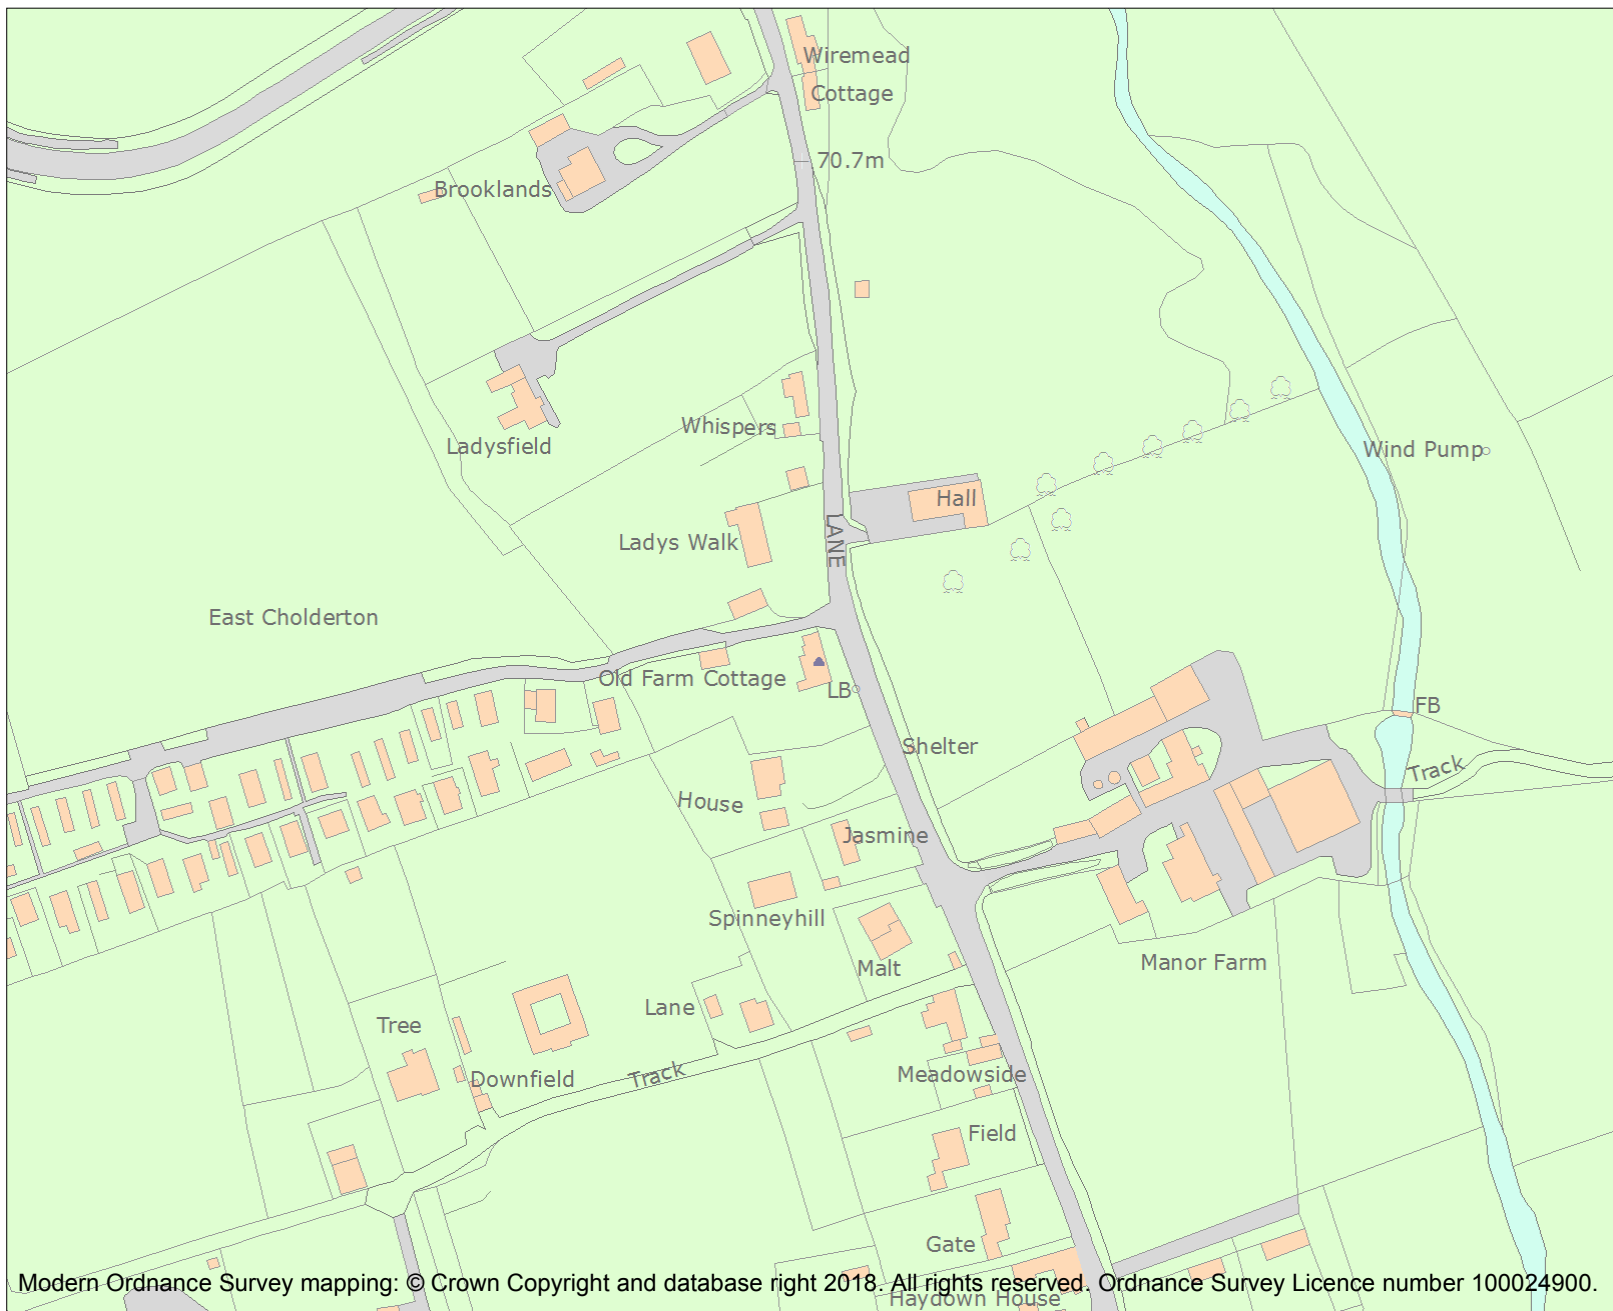 Wiremead
Cottage
70.7m
Brooklands
Whispers
Ladysfield
Wind Pump
Hall
LANE
Ladys Walk
East Cholderton
Old Farm Cottage
LB
FB
Shelter
Track
House
Jasmine
Spinneyhill
Malt
Manor Farm
Lane
Tree
Downfield
Track
Meadowside
Field
Gate
Modern Ordnance Survey mapping: © Crown Copyright and database right 2018. All rights reserved. Ordnance Survey Licence number 100024900.
Haydown House